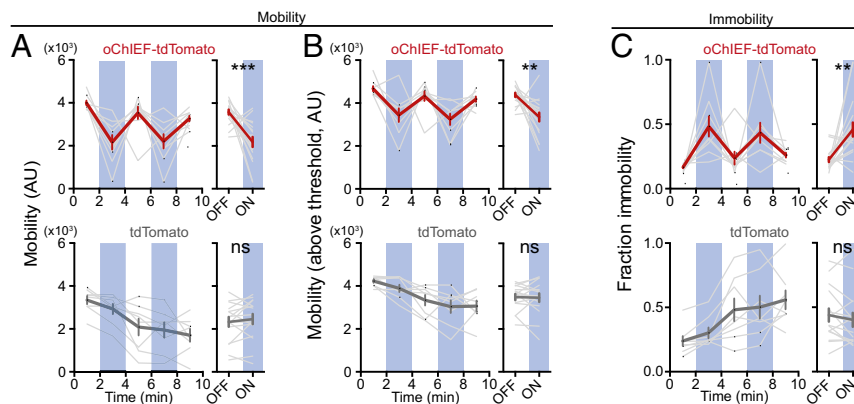 Mobility
Immobility
A
B
C
oChIEF-tdTomato
oChIEF-tdTomato
oChIEF-tdTomato
(x10³)
(x10³)
6
4
2
0
***
6
4
2
0
**
1.0
0.5
0.0
**
0 2 4 6 8 10 OFF ON
0 2 4 6 8 10 OFF ON
0 2 4 6 8 10 OFF ON
Mobility (AU)
Mobility (above threshold, AU)
Fraction immobility
tdTomato
tdTomato
tdTomato
(x10³)
(x10³)
6
4
2
0
ns
6
4
2
0
ns
1.0
0.5
0.0
ns
0 2 4 6 8 10 OFF ON
0 2 4 6 8 10 OFF ON
0 2 4 6 8 10 OFF ON
Time (min)
Time (min)
Time (min)